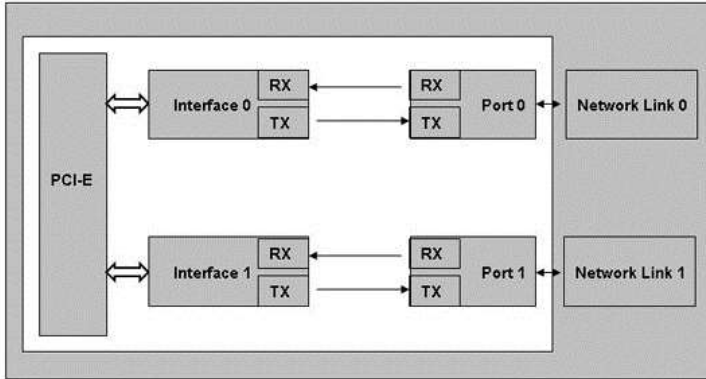 RX
RX
Interface 0
Port 0
Network Link 0
TX
TX
PCI-E
RX
RX
Interface 1
Port 1
Network Link 1
TX
TX